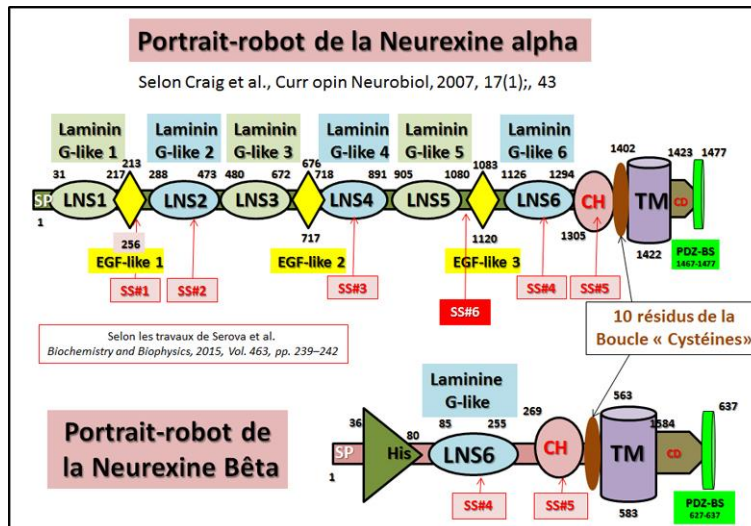 Portrait-robot de la Neurexine alpha
Selon Craig et al., Curr opin Neurobiol, 2007, 17(1);, 43
Laminin
G-like 1
Laminin
G-like 2
Laminin
G-like 3
Laminin
G-like 4
Laminin
G-like 5
Laminin
G-like 6
31 217 213 288 473 480 672 676 718 891 905 1080 1083 1126 1294 1402 1423 1477
SP LNS1 LNS2 LNS3 LNS4 LNS5 LNS6 CH TM CD
1 256 717 1120 1305 1422
EGF-like 1 EGF-like 2 EGF-like 3
PDZ-BS
1467-1477
SS#1 SS#2 SS#3 SS#6 SS#4 SS#5
Selon les travaux de Serova et al.
Biochemistry and Biophysics, 2015, Vol. 463, pp. 239–242
10 résidus de la
Boucle « Cystéines»
Portrait-robot de
la Neurexine Bêta
Laminine
G-like
36 80 85 255 269 563 1584 637
SP His LNS6 CH TM CD
1 583
SS#4 SS#5
PDZ-BS
627-637